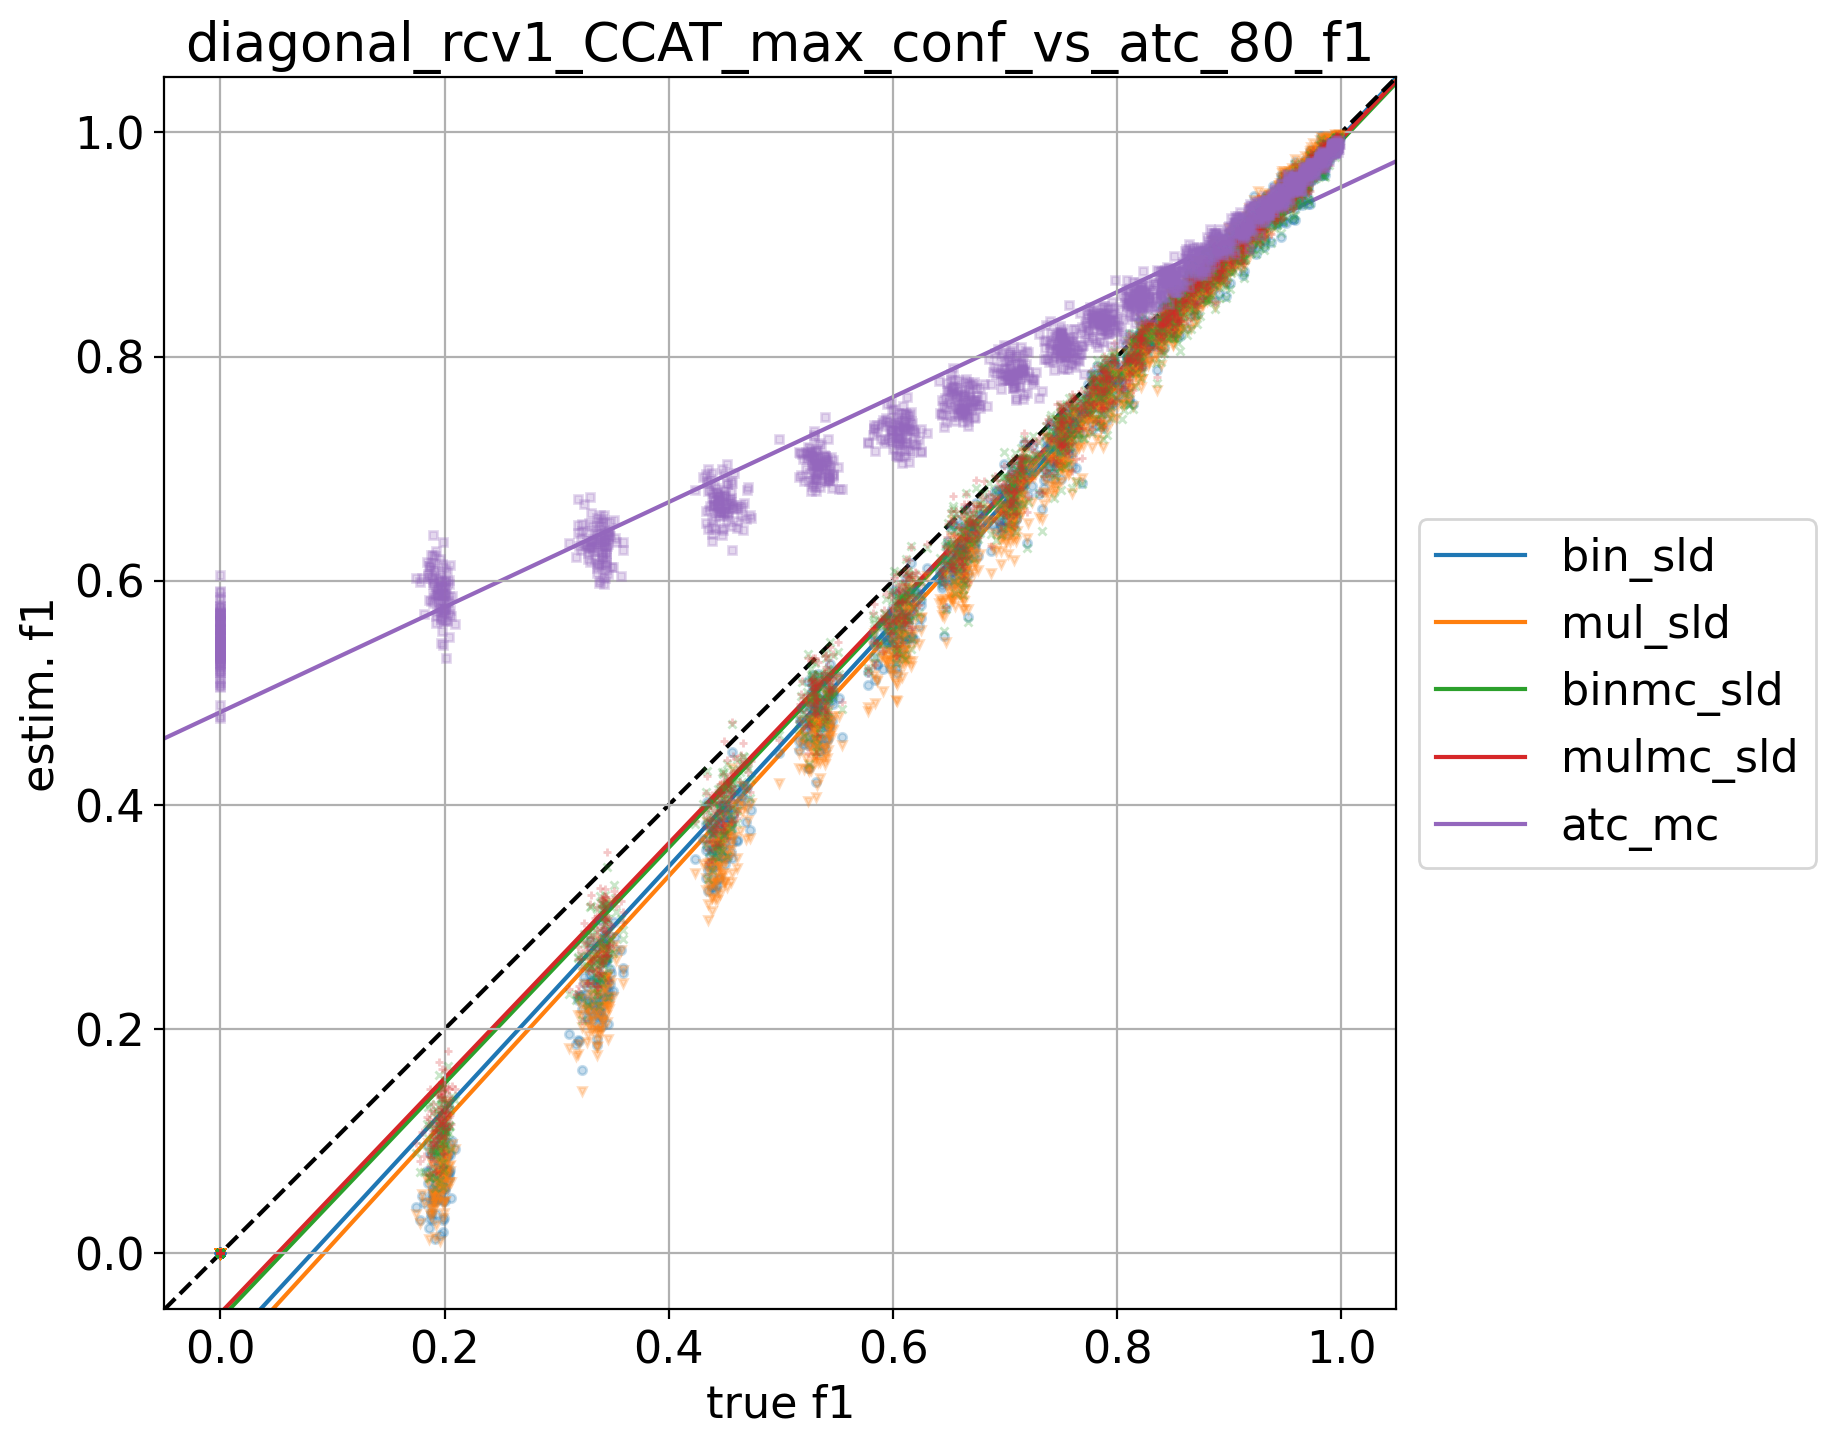 diagonal_rcv1_CCAT_max_conf_vs_atc_80_f1
1.0
0.8
0.6
0.4
0.2
0.0
estim. f1
0.0 0.2 0.4 0.6 0.8 1.0
true f1
bin_sld
mul_sld
binmc_sld
mulmc_sld
atc_mc